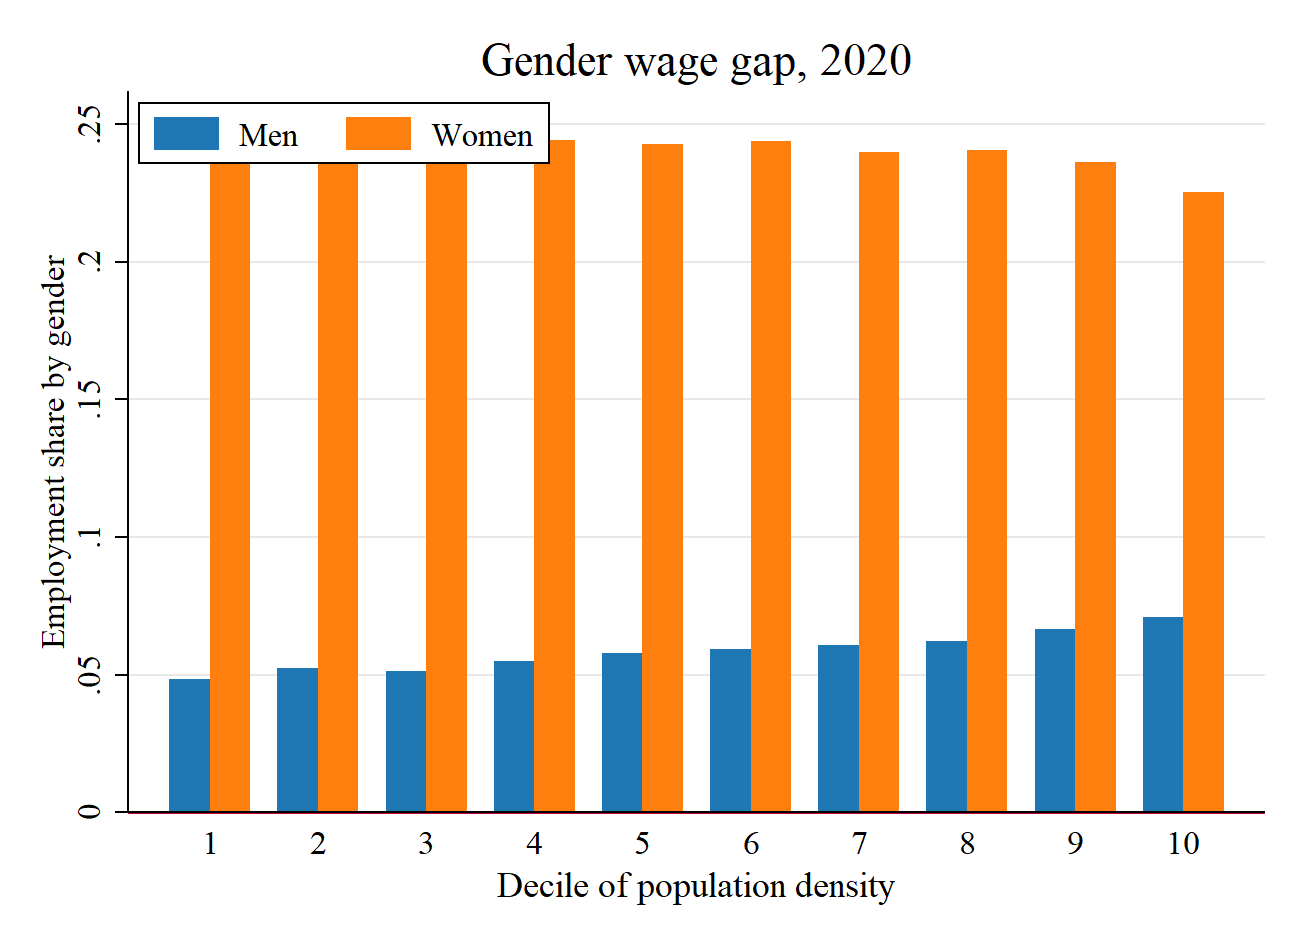 Gender wage gap, 2020
Men Women
Employment share by gender
.25
.2
.15
.1
.05
0
1 2 3 4 5 6 7 8 9 10
Decile of population density